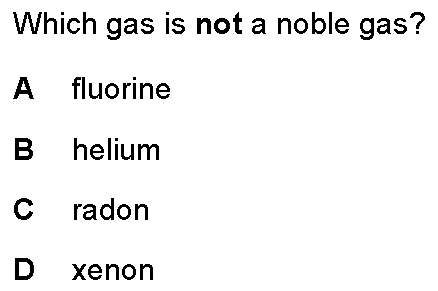 Which gas is not a noble gas?
A fluorine
B helium
C radon
D xenon